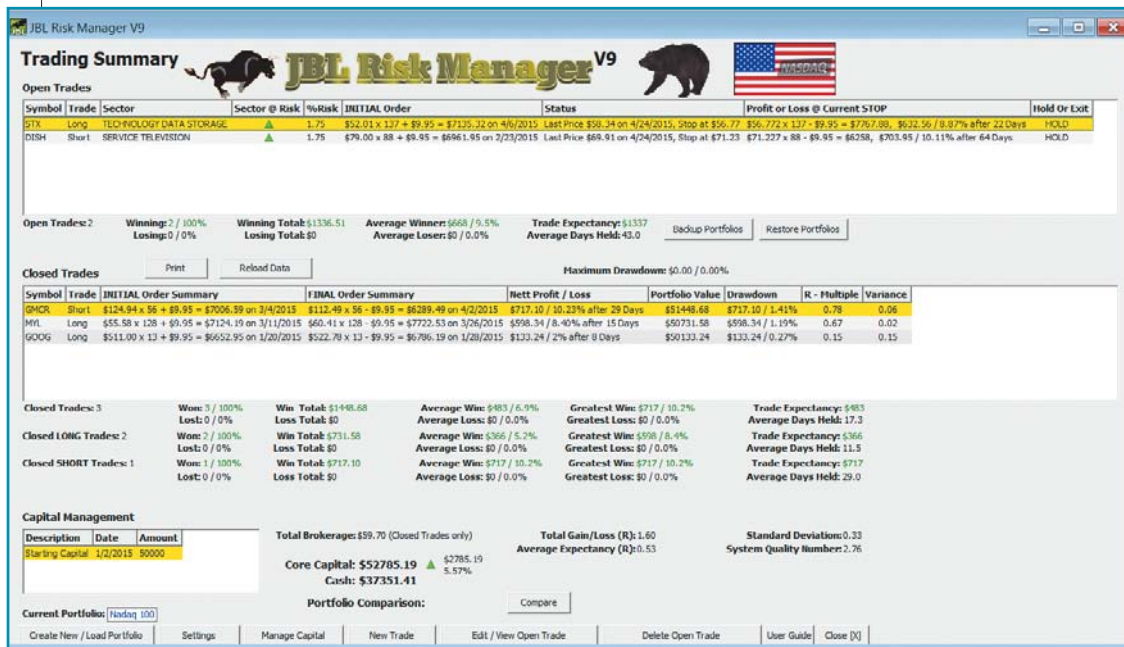 JBL Risk Manager V9
Trading Summary JBL Risk Manager V9 NASDAQ
Open Trades
Symbol Trade Sector Sector @ Risk %Risk INITIAL Order Status Profit or Loss @ Current STOP Hold Or Exit
STX Long TECHNOLOGY DATA STORAGE 1.75 $52.01 x 137 + $9.95 = $7135.32 on 4/6/2015 Last Price $58.34 on 4/24/2015, Stop at $56.77 $56.772 x 137 - $9.95 = $7767.88, $632.56 / 8.87% after 22 Days HOLD
DISH Short SERVICE TELEVISION 1.75 $79.00 x 88 + $9.95 = $6961.95 on 2/23/2015 Last Price $69.91 on 4/24/2015, Stop at $71.23 $71.227 x 88 - $9.95 = $6258, $703.95 / 10.11% after 64 Days HOLD
Open Trades: 2 Winning: 2 / 100% Winning Total: $1336.51 Average Winner: $668 / 9.5% Trade Expectancy: $1337 Backup Portfolios Restore Portfolios
Losing: 0 / 0% Losing Total: $0 Average Loser: $0 / 0.0% Average Days Held: 43.0
Closed Trades Print Reload Data Maximum Drawdown: $0.00 / 0.00%
Symbol Trade INITIAL Order Summary FINAL Order Summary Nett Profit / Loss Portfolio Value Drawdown R - Multiple Variance
GMCR Short $124.94 x 56 + $9.95 = $7006.59 on 3/4/2015 $112.49 x 56 - $9.95 = $6289.49 on 4/2/2015 $717.10 / 10.23% after 29 Days $51448.68 $717.10 / 1.41% 0.78 0.06
MYL Long $55.58 x 128 + $9.95 = $7124.19 on 3/11/2015 $60.41 x 128 - $9.95 = $7722.53 on 3/26/2015 $598.34 / 8.40% after 15 Days $50731.58 $598.34 / 1.19% 0.67 0.02
GOOG Long $511.00 x 13 + $9.95 = $6652.95 on 1/20/2015 $522.78 x 13 - $9.95 = $6786.19 on 1/28/2015 $133.24 / 2% after 8 Days $50133.24 $133.24 / 0.27% 0.15 0.15
Closed Trades: 3 Won: 3 / 100% Win Total: $1448.68 Average Win: $483 / 6.9% Greatest Win: $717 / 10.2% Trade Expectancy: $483
Lost: 0 / 0% Loss Total: $0 Average Loss: $0 / 0.0% Greatest Loss: $0 / 0.0% Average Days Held: 17.3
Closed LONG Trades: 2 Won: 2 / 100% Win Total: $731.58 Average Win: $366 / 5.2% Greatest Win: $598 / 8.4% Trade Expectancy: $366
Lost: 0 / 0% Loss Total: $0 Average Loss: $0 / 0.0% Greatest Loss: $0 / 0.0% Average Days Held: 11.5
Closed SHORT Trades: 1 Won: 1 / 100% Win Total: $717.10 Average Win: $717 / 10.2% Greatest Win: $717 / 10.2% Trade Expectancy: $717
Lost: 0 / 0% Loss Total: $0 Average Loss: $0 / 0.0% Greatest Loss: $0 / 0.0% Average Days Held: 29.0
Capital Management
Description Date Amount Total Brokerage: $59.70 (Closed Trades only) Total Gain/Loss (R): 1.60 Standard Deviation: 0.33
Starting Capital 1/2/2015 50000 Average Expectancy (R): 0.53 System Quality Number: 2.76
Core Capital: $52785.19 $2785.19
5.57%
Cash: $37351.41
Portfolio Comparison: Compare
Current Portfolio: Nadaq 100
Create New / Load Portfolio Settings Manage Capital New Trade Edit / View Open Trade Delete Open Trade User Guide Close [X]